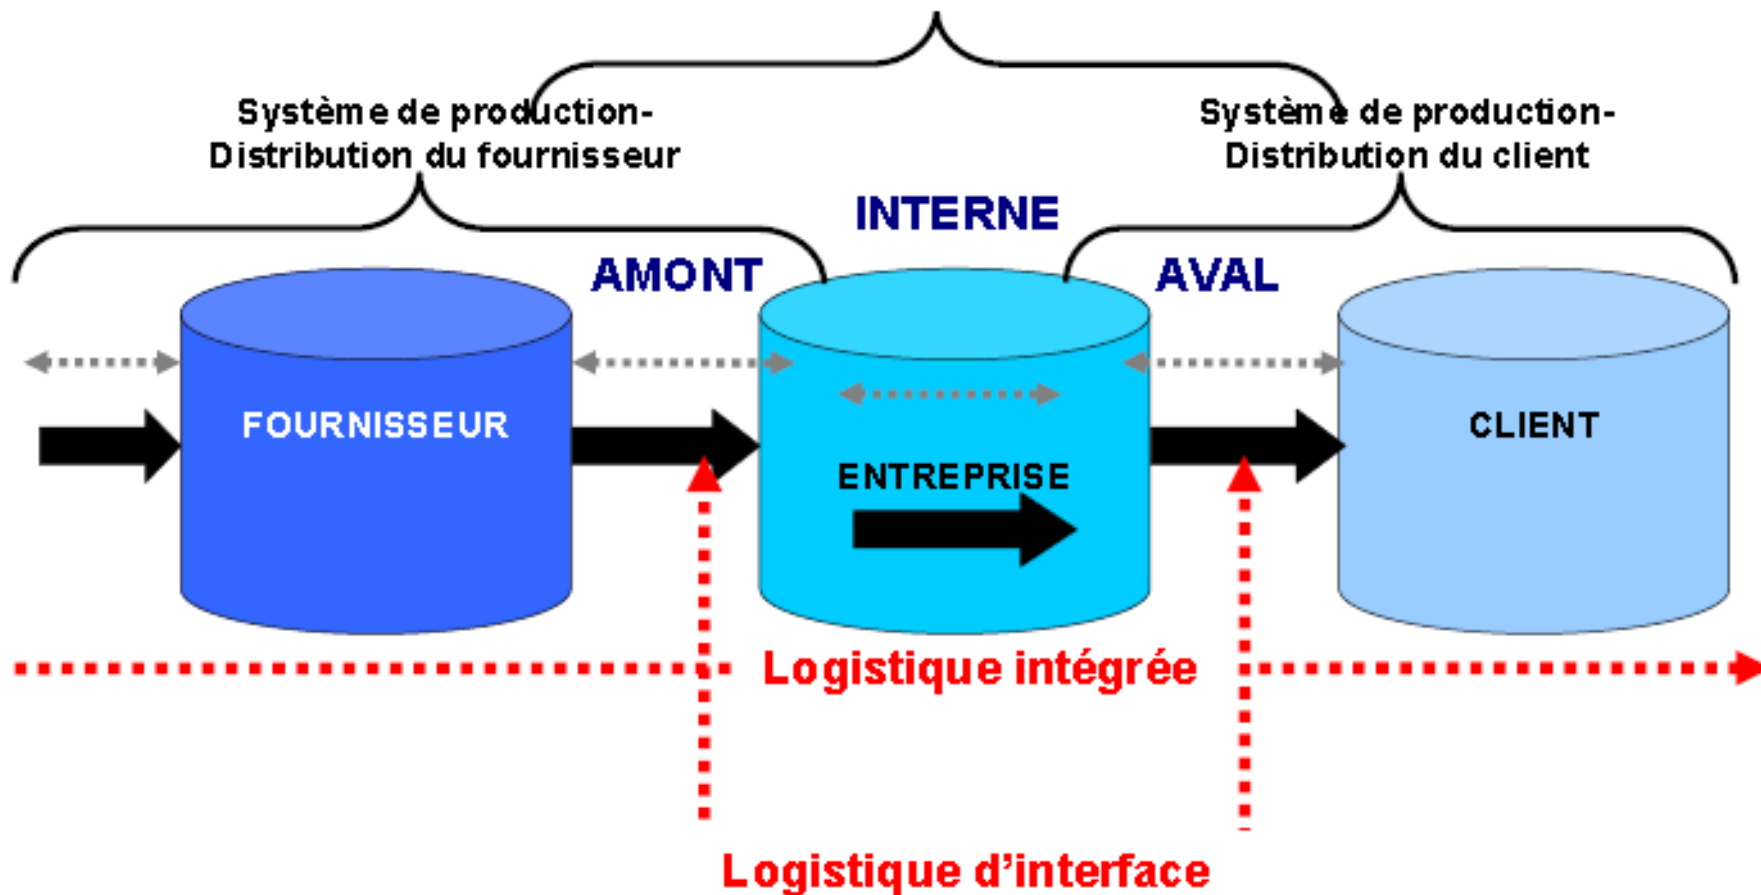 Système de production-
Distribution du fournisseur
Système de production-
Distribution du client
INTERNE
AMONT
AVAL
FOURNISSEUR
ENTREPRISE
CLIENT
Logistique intégrée
Logistique d’interface